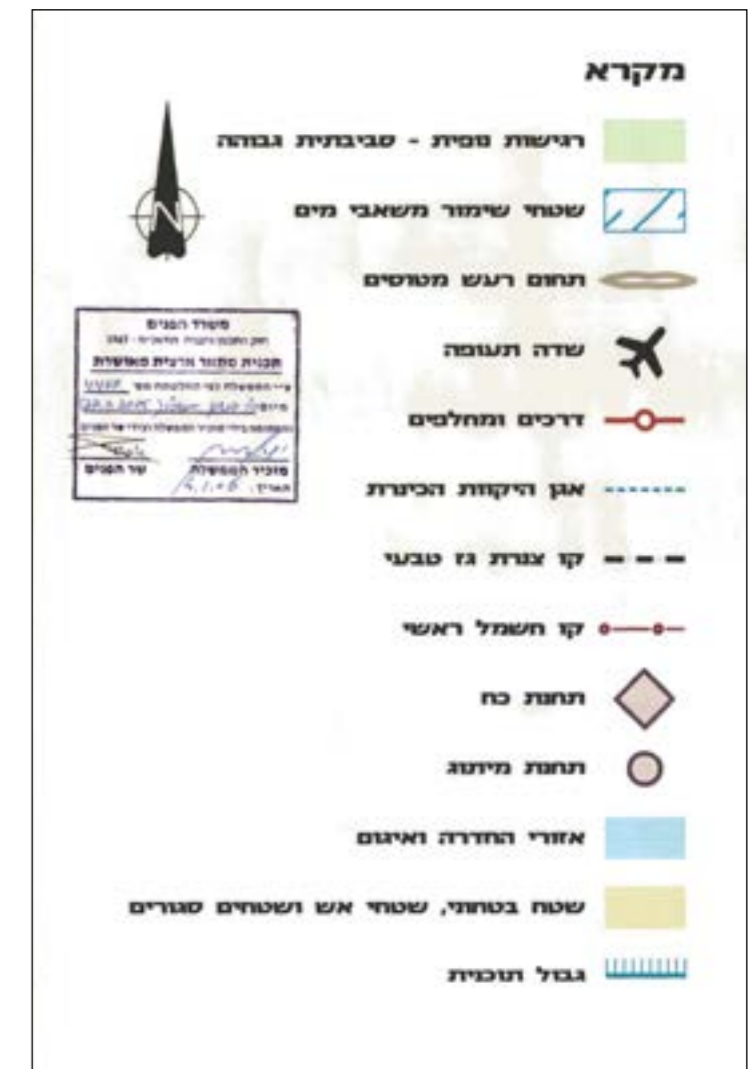 מקרא
רגישות נופית - סביבתית גבוהה
שטחי שימור משאבי מים
תחום רעש מטוסים
שדה תעופה
דרכים ומחלפים
אגן היקוות הכינרת
קו צנרת גז טבעי
קו חשמל ראשי
תחנת כח
תחנת מיתוג
אזורי החדרה ואיגום
שטח בטחוני, שטחי אש ושטחים סגורים
גבול תוכנית
N
משרד הפנים
תכנית מתאר ארצית מאושרת
מזכיר הממשלה
שר הפנים